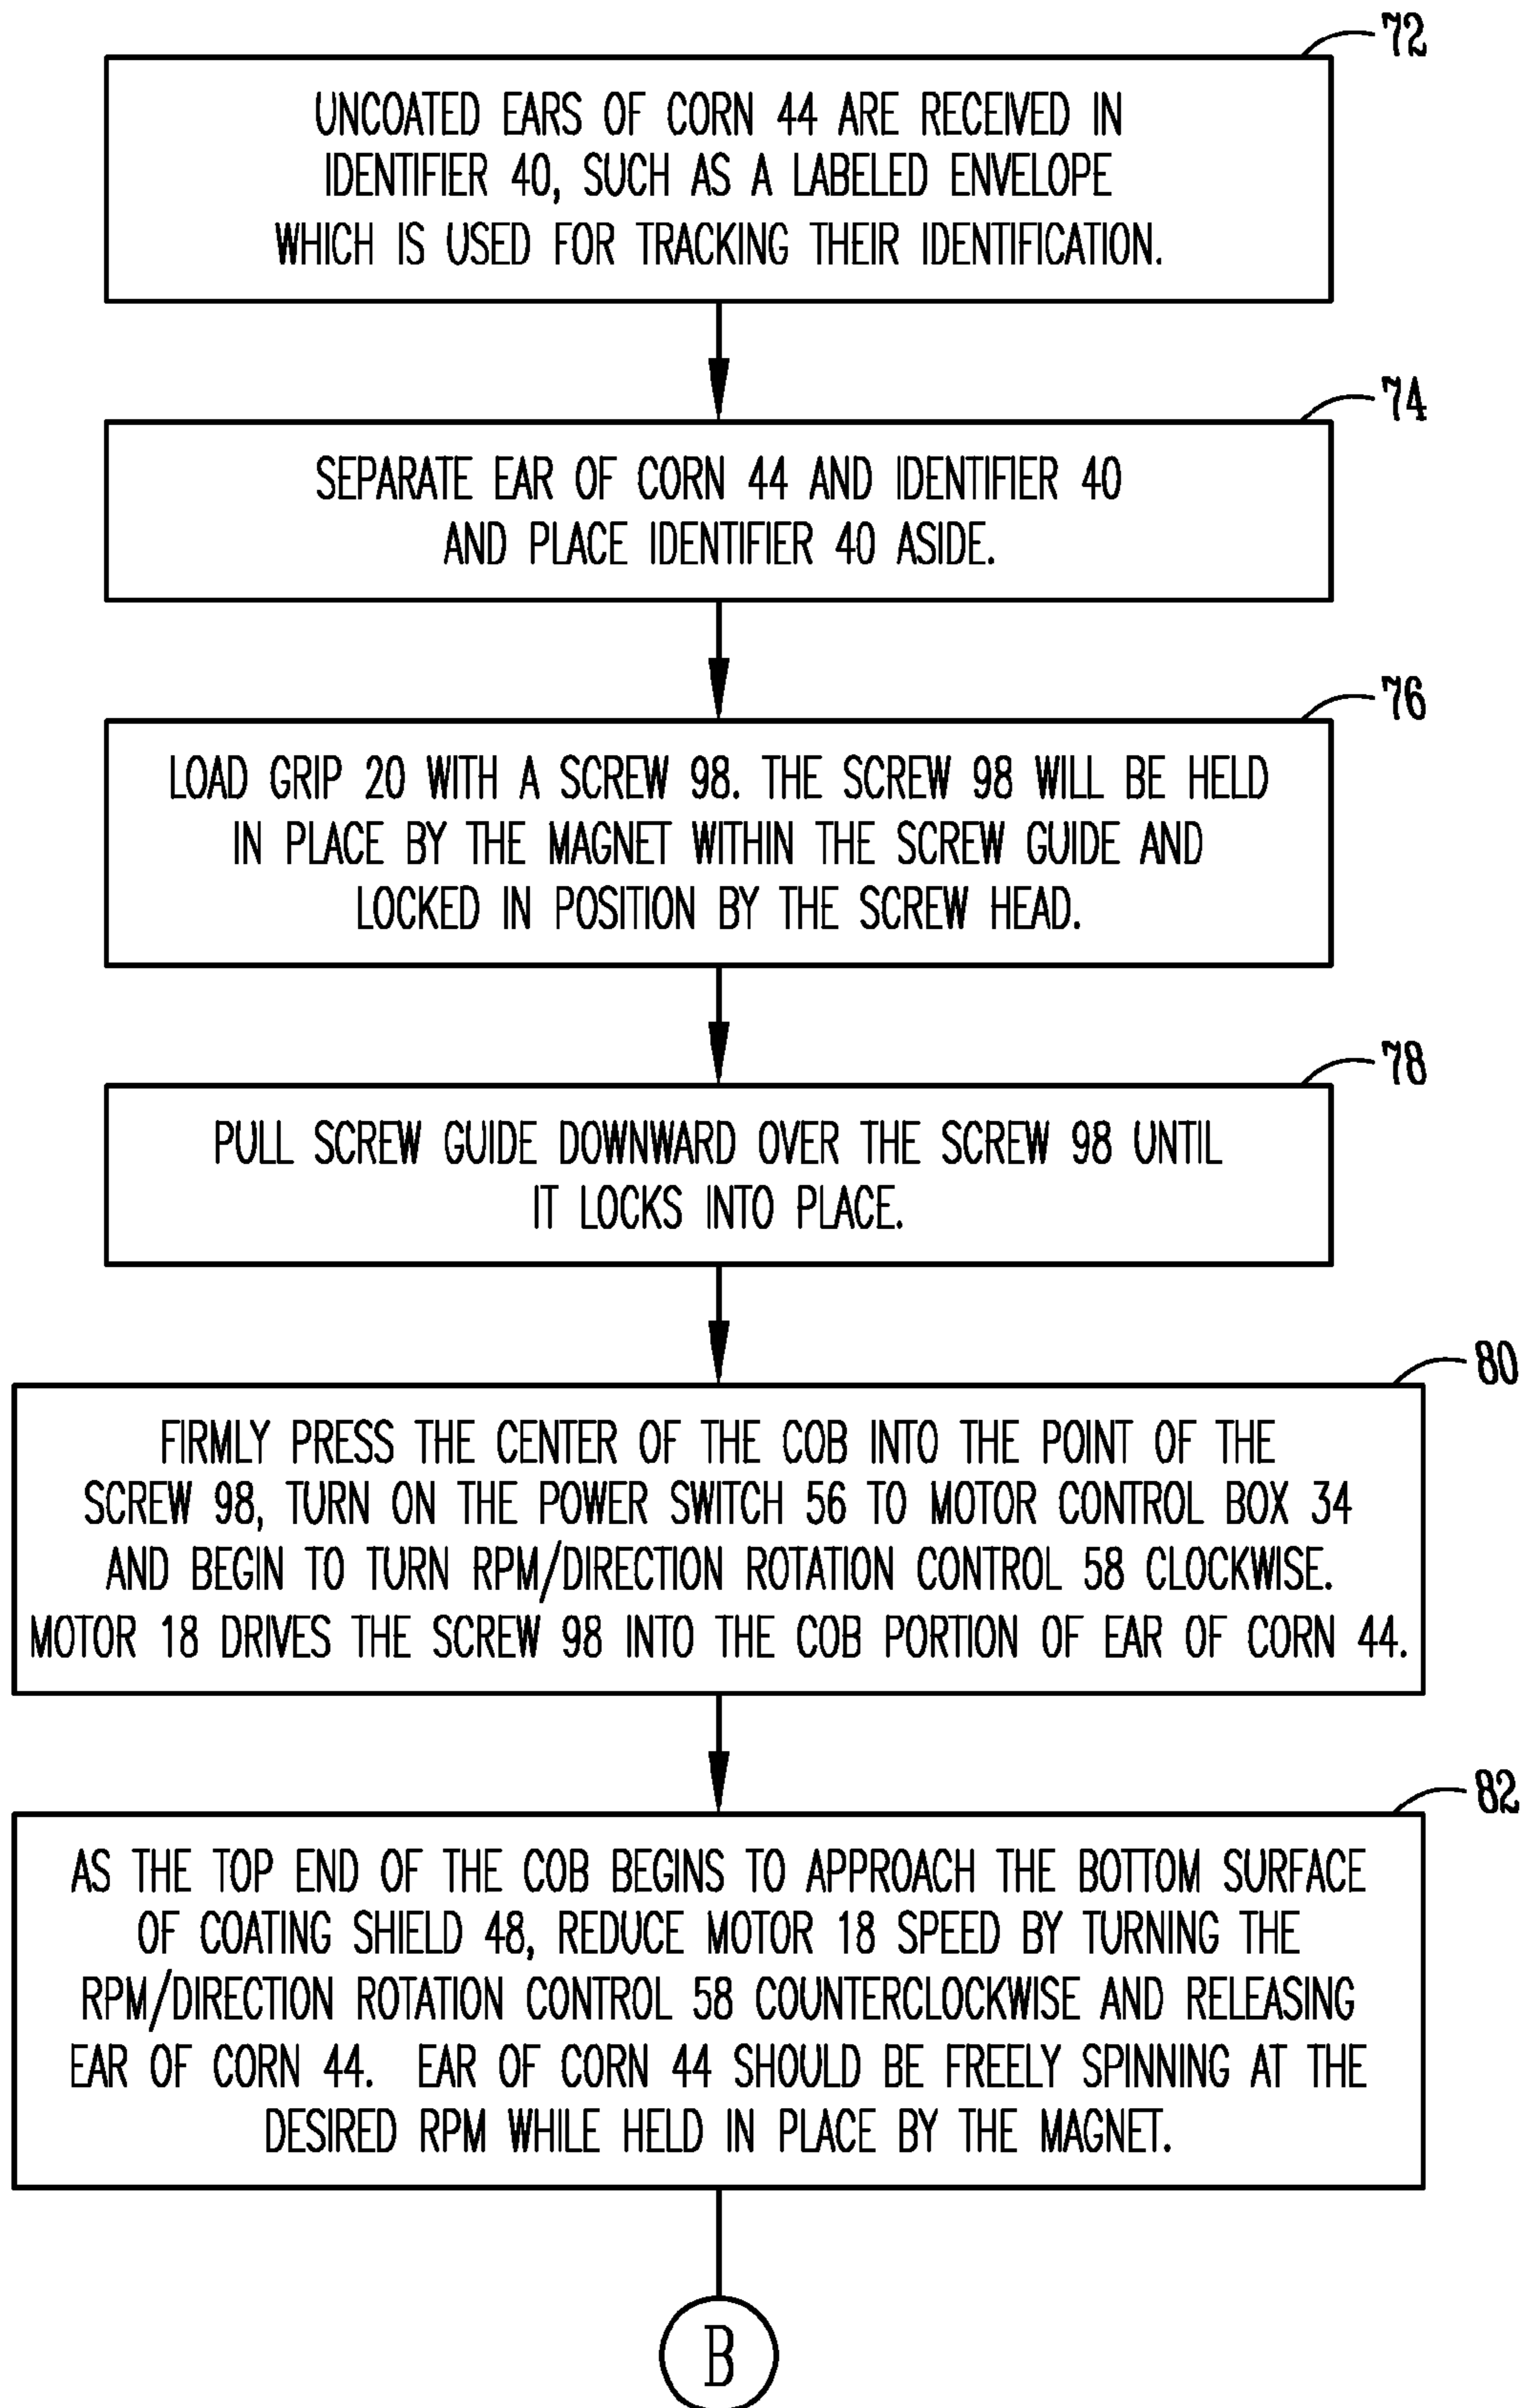 72
UNCOATED EARS OF CORN 44 ARE RECEIVED IN
IDENTIFIER 40, SUCH AS A LABELED ENVELOPE
WHICH IS USED FOR TRACKING THEIR IDENTIFICATION.
74
SEPARATE EAR OF CORN 44 AND IDENTIFIER 40
AND PLACE IDENTIFIER 40 ASIDE.
76
LOAD GRIP 20 WITH A SCREW 98. THE SCREW 98 WILL BE HELD
IN PLACE BY THE MAGNET WITHIN THE SCREW GUIDE AND
LOCKED IN POSITION BY THE SCREW HEAD.
78
PULL SCREW GUIDE DOWNWARD OVER THE SCREW 98 UNTIL
IT LOCKS INTO PLACE.
80
FIRMLY PRESS THE CENTER OF THE COB INTO THE POINT OF THE
SCREW 98, TURN ON THE POWER SWITCH 56 TO MOTOR CONTROL BOX 34
AND BEGIN TO TURN RPM/DIRECTION ROTATION CONTROL 58 CLOCKWISE.
MOTOR 18 DRIVES THE SCREW 98 INTO THE COB PORTION OF EAR OF CORN 44.
82
AS THE TOP END OF THE COB BEGINS TO APPROACH THE BOTTOM SURFACE
OF COATING SHIELD 48, REDUCE MOTOR 18 SPEED BY TURNING THE
RPM/DIRECTION ROTATION CONTROL 58 COUNTERCLOCKWISE AND RELEASING
EAR OF CORN 44. EAR OF CORN 44 SHOULD BE FREELY SPINNING AT THE
DESIRED RPM WHILE HELD IN PLACE BY THE MAGNET.
B